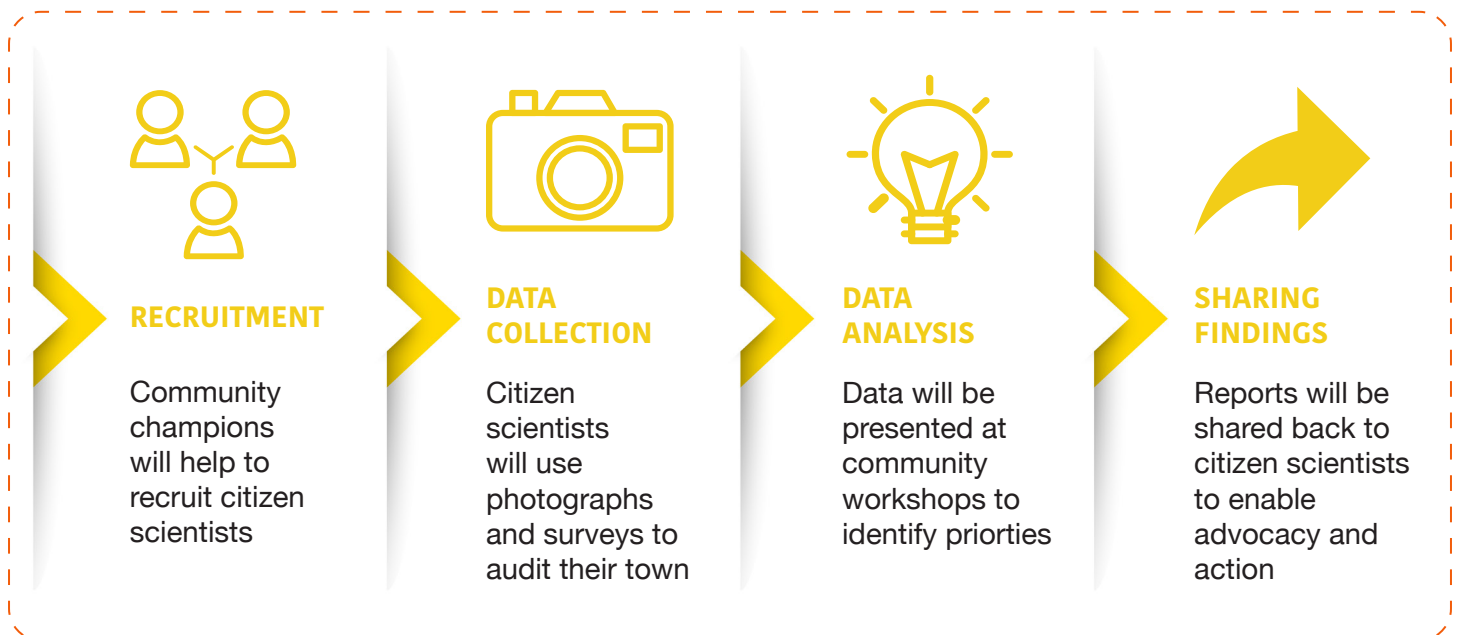 RECRUITMENT
Community
champions
will help to
recruit citizen
scientists
DATA
COLLECTION
Citizen
scientists
will use
photographs
and surveys to
audit their town
DATA
ANALYSIS
Data will be
presented at
community
workshops to
identify priorties
SHARING
FINDINGS
Reports will be
shared back to
citizen scientists
to enable
advocacy and
action